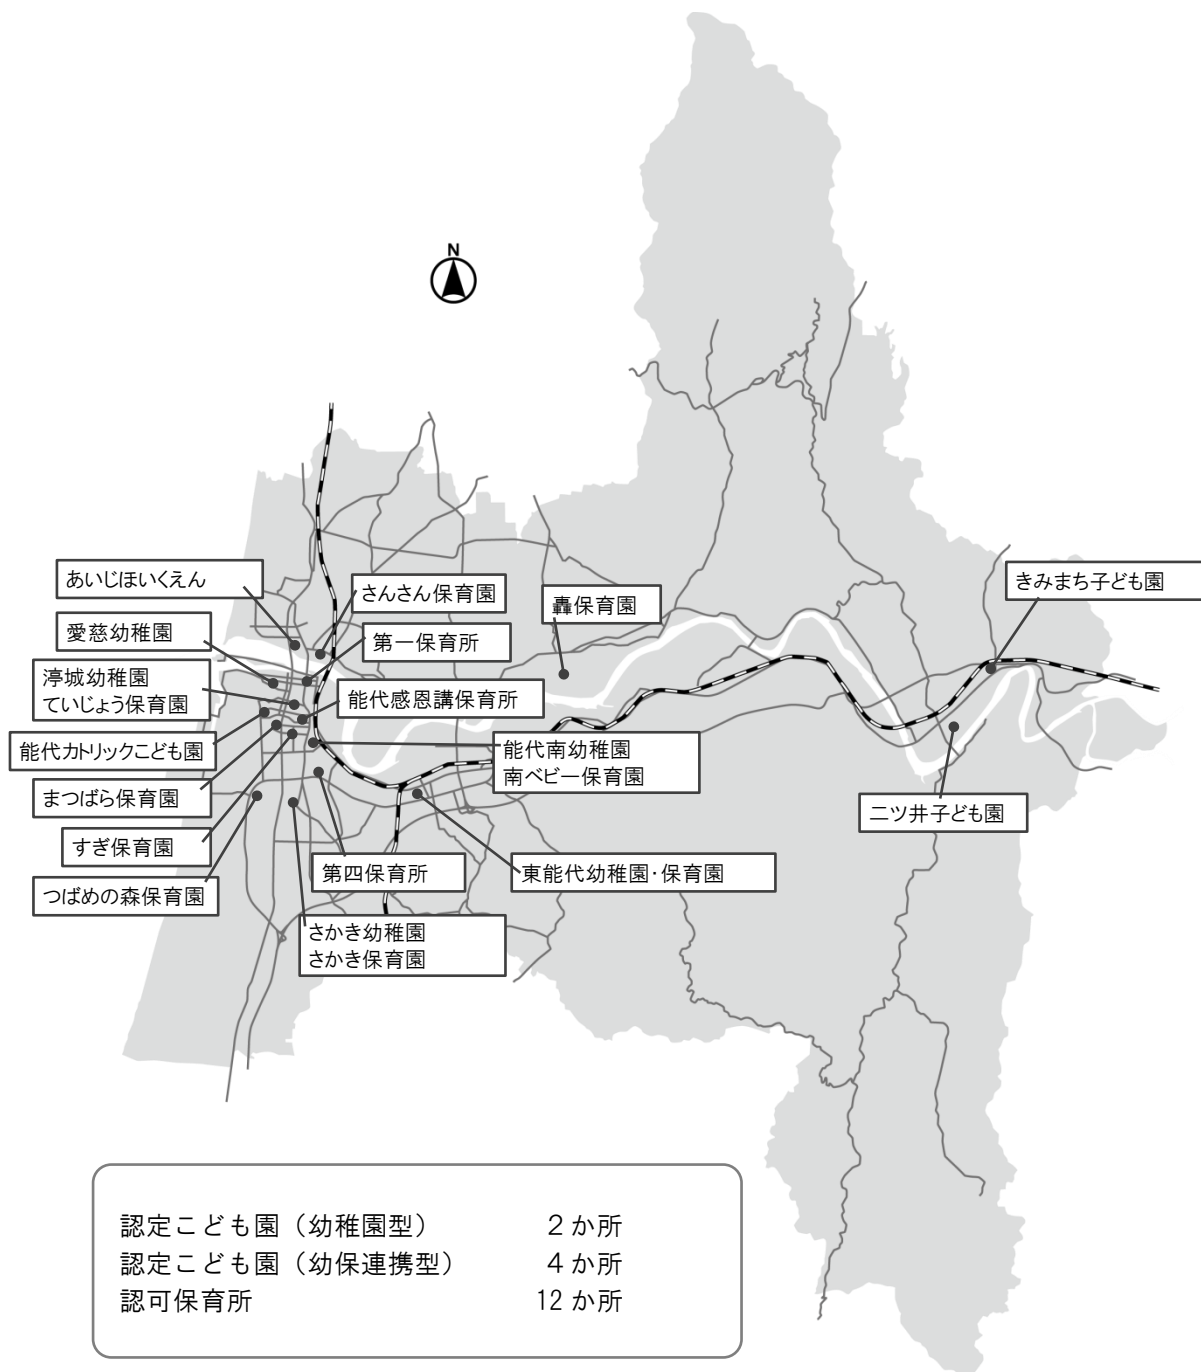 N
あいじほいくえん
さんさん保育園
轟保育園
きみまち子ども園
愛慈幼稚園
第一保育所
渟城幼稚園
ていじょう保育園
能代感恩講保育所
能代カトリックこども園
能代南幼稚園
南ベビー保育園
まつばら保育園
二ツ井子ども園
すぎ保育園
第四保育所
東能代幼稚園・保育園
つばめの森保育園
さかき幼稚園
さかき保育園
認定こども園（幼稚園型） 2か所
認定こども園（幼保連携型） 4か所
認可保育所 12か所